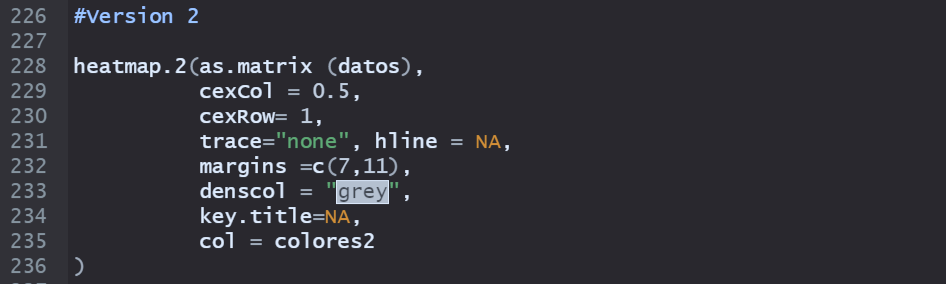 226 #Version 2
227
228 heatmap.2(as.matrix (datos),
229 cexCol = 0.5,
230 cexRow= 1,
231 trace="none", hline = NA,
232 margins =c(7,11),
233 denscol = "grey",
234 key.title=NA,
235 col = colores2
236 )